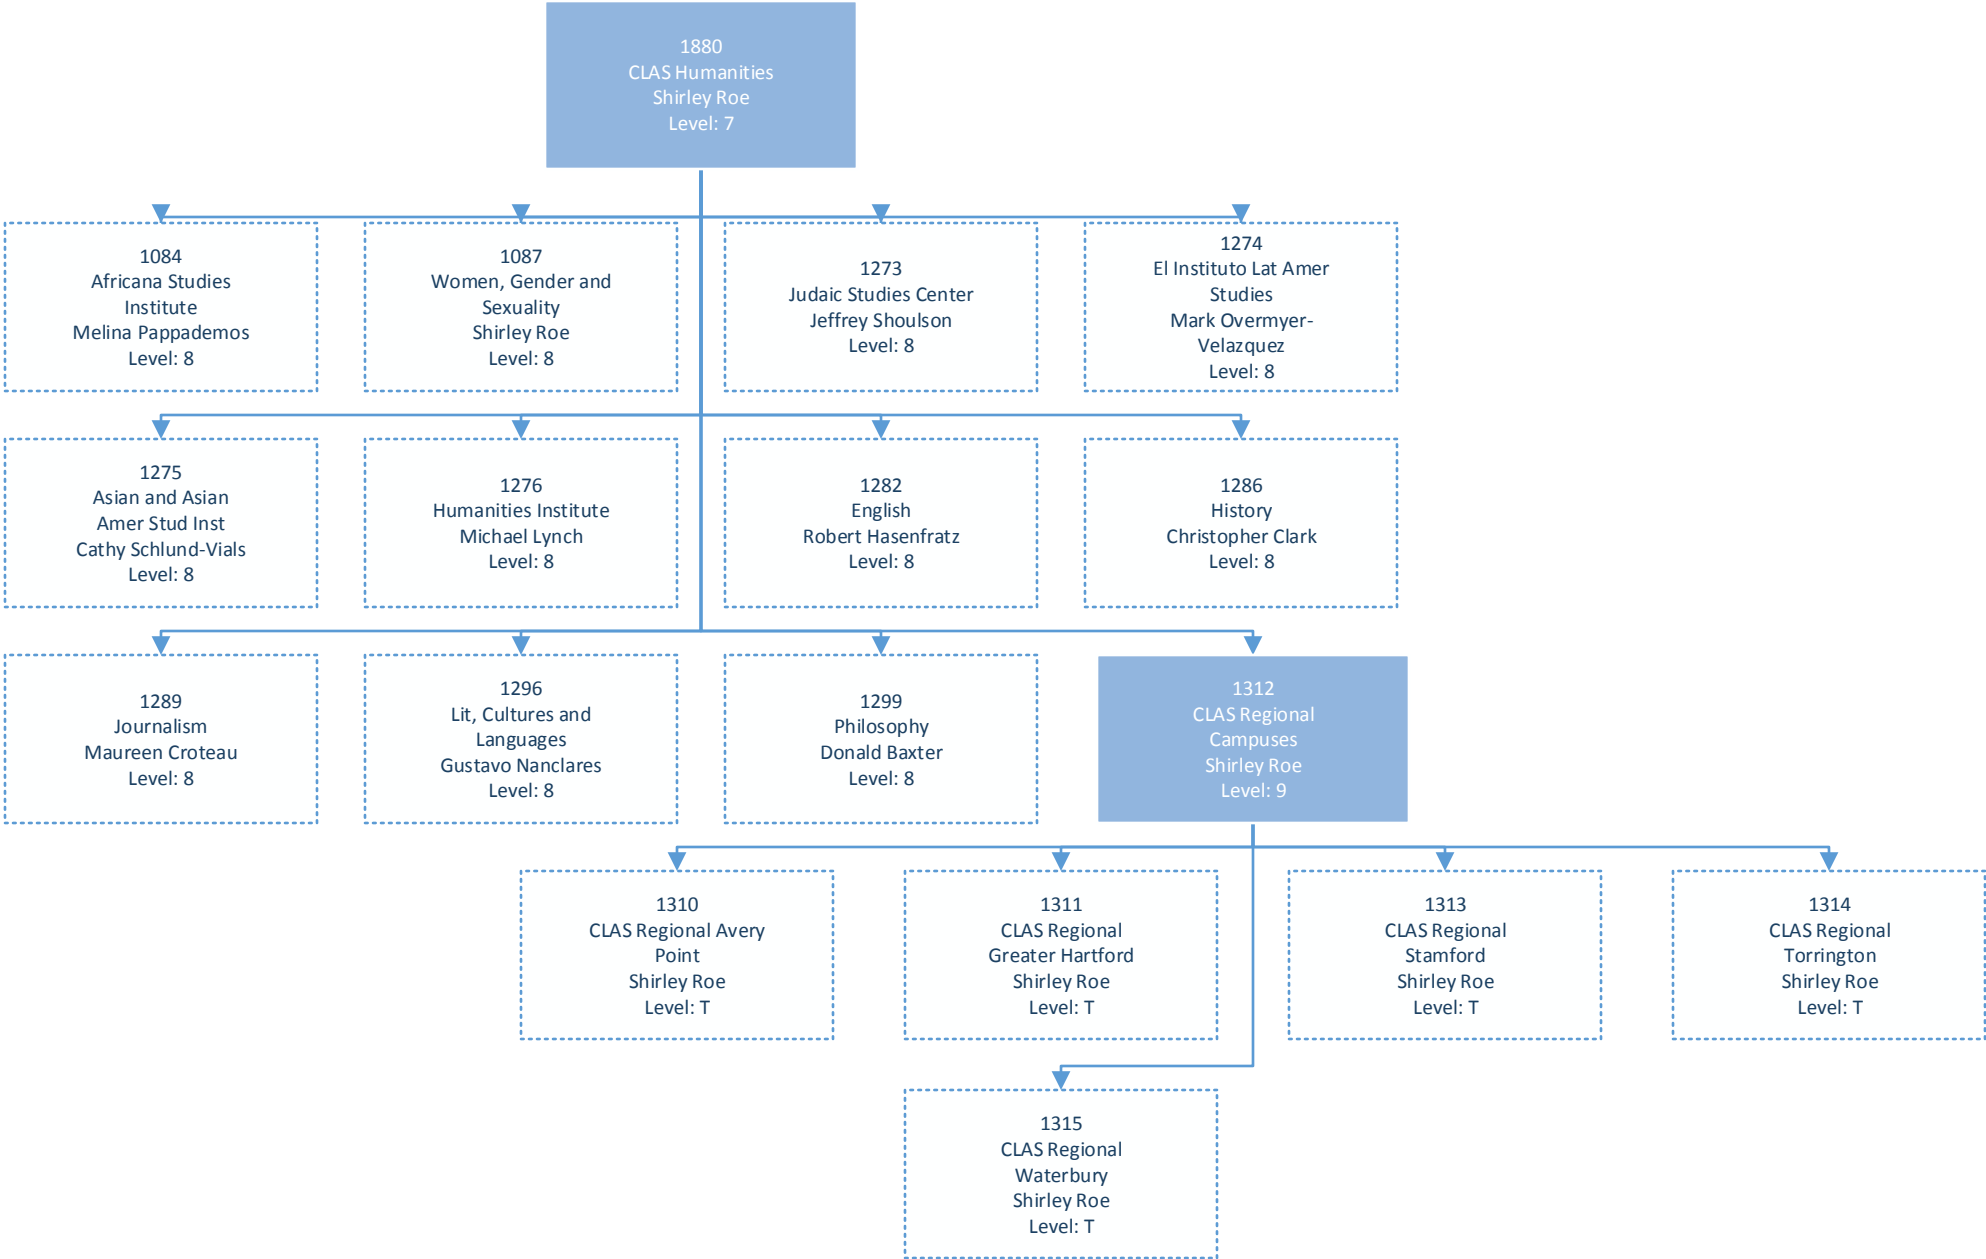 1880
CLAS Humanities
Shirley Roe
Level: 7
1084
Africana Studies
Institute
Melina Pappademos
Level: 8
1087
Women, Gender and
Sexuality
Shirley Roe
Level: 8
1273
Judaic Studies Center
Jeffrey Shoulson
Level: 8
1274
El Instituto Lat Amer
Studies
Mark Overmyer-
Velazquez
Level: 8
1275
Asian and Asian
Amer Stud Inst
Cathy Schlund-Vials
Level: 8
1276
Humanities Institute
Michael Lynch
Level: 8
1282
English
Robert Hasenfratz
Level: 8
1286
History
Christopher Clark
Level: 8
1289
Journalism
Maureen Croteau
Level: 8
1296
Lit, Cultures and
Languages
Gustavo Nanclares
Level: 8
1299
Philosophy
Donald Baxter
Level: 8
1312
CLAS Regional
Campuses
Shirley Roe
Level: 9
1310
CLAS Regional Avery
Point
Shirley Roe
Level: T
1311
CLAS Regional
Greater Hartford
Shirley Roe
Level: T
1313
CLAS Regional
Stamford
Shirley Roe
Level: T
1314
CLAS Regional
Torrington
Shirley Roe
Level: T
1315
CLAS Regional
Waterbury
Shirley Roe
Level: T